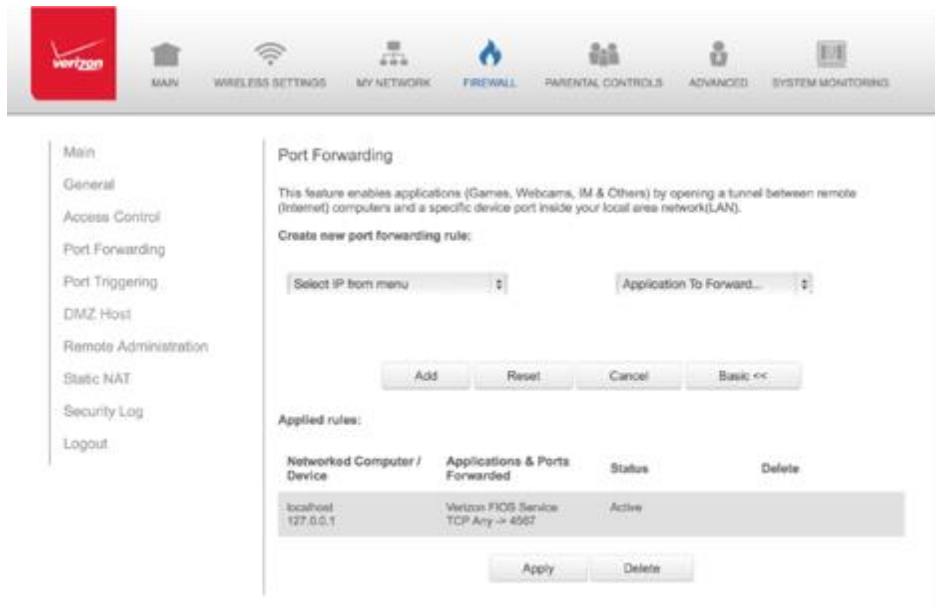 verizon
MAIN
WIRELESS SETTINGS
MY NETWORK
FIREWALL
PARENTAL CONTROLS
ADVANCED
SYSTEM MONITORING
Main
General
Access Control
Port Forwarding
Port Triggering
DMZ Host
Remote Administration
Static NAT
Security Log
Logout
Port Forwarding
This feature enables applications (Games, Webcams, IM & Others) by opening a tunnel between remote
(Internet) computers and a specific device port inside your local area network(LAN).
Create new port forwarding rule:
Select IP from menu
Application To Forward...
Add
Reset
Cancel
Basic <<
Applied rules:
Networked Computer /
Device
Applications & Ports
Forwarded
Status
Delete
localhost
127.0.0.1
Verizon FIOS Service
TCP Any -> 4567
Active
Apply
Delete